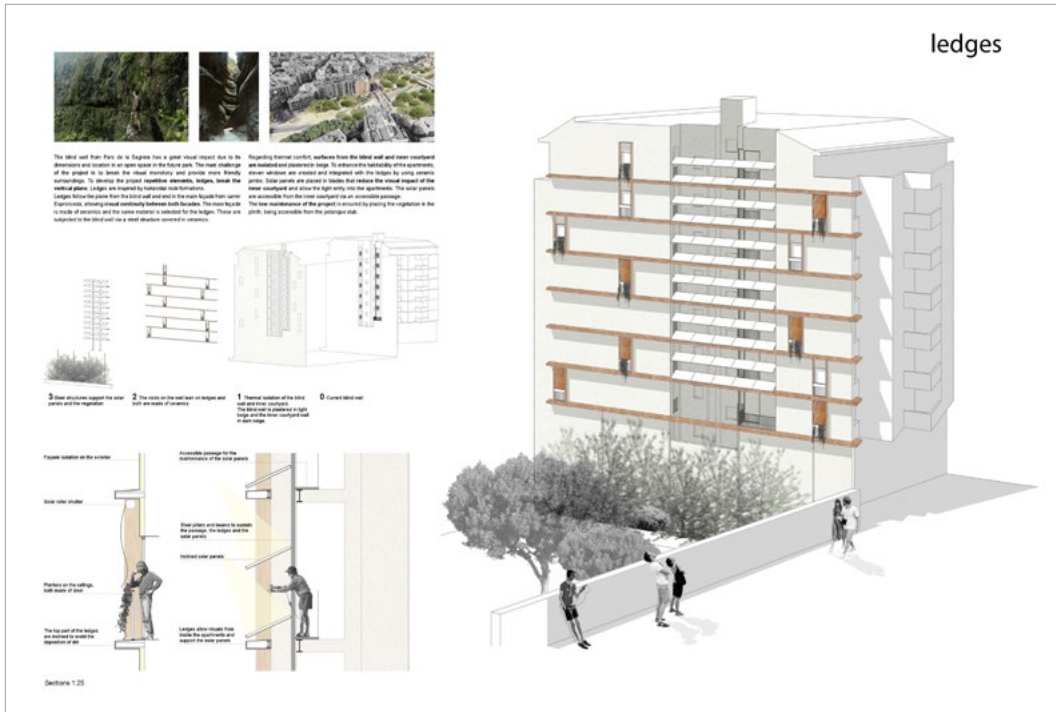 ledges
The blind wall from Parc de la Sagrera has a great visual impact due to its
dimensions and location in an open space in the future park. The main challenge
of the project is to break the visual monotony and provide more friendly
surroundings. To develop the project repetitive elements, ledges, break the
vertical plane. Ledges are inspired by horizontal rock formations.
Ledges follow the plane from the blind wall and end in the main façade from carrer
Espronceda, allowing visual continuity between both facades. The main façade
is made of ceramics and the same material is selected for the ledges. These are
subjected to the blind wall via a steel structure covered in ceramics.
Regarding thermal comfort, surfaces from the blind wall and inner courtyard
are isolated and plastered in beige. To enhance the habitability of the apartments,
eleven windows are created and integrated with the ledges by using ceramic
jambs. Solar panels are placed in blades that reduce the visual impact of the
inner courtyard and allow the light entry into the apartments. The solar panels
are accessible from the inner courtyard via an accessible passage.
The low maintenance of the project is ensured by placing the vegetation in the
plinth, being accessible from the petanque club.
3 Steel structures support the solar
panels and the vegetation
2 The voids on the wall lean on ledges and
both are made of ceramics
1 Thermal isolation of the blind
wall and inner courtyard.
The blind wall is plastered in light
beige and the inner courtyard wall
in dark beige.
0 Current blind wall
Façade isolation on the exterior
Solar roller shutter
Planters on the railings,
both made of steel
The top part of the ledges
are inclined to avoid the
deposition of dirt
Accessible passage for the
maintenance of the solar panels
Steel pillars and beams to sustain
the passage, the ledges and the
solar panels
Inclined solar panels
Ledges allow visuals from
inside the apartments and
support the solar panels
Sections 1:25